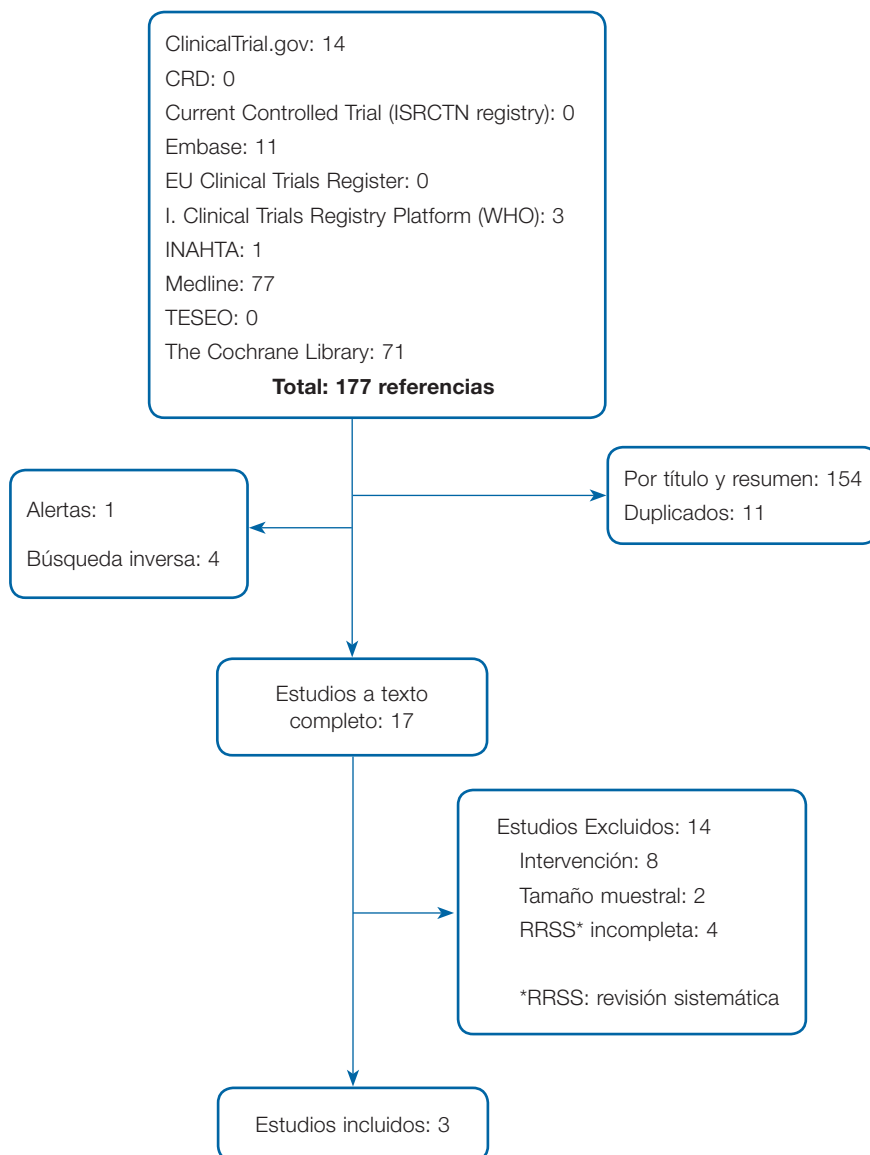 ClinicalTrial.gov: 14
CRD: 0
Current Controlled Trial (ISRCTN registry): 0
Embase: 11
EU Clinical Trials Register: 0
I. Clinical Trials Registry Platform (WHO): 3
INAHTA: 1
Medline: 77
TESEO: 0
The Cochrane Library: 71
Total: 177 referencias
Por título y resumen: 154
Duplicados: 11
Alertas: 1
Búsqueda inversa: 4
Estudios a texto
completo: 17
Estudios Excluidos: 14
Intervención: 8
Tamaño muestral: 2
RRSS* incompleta: 4
*RRSS: revisión sistemática
Estudios incluidos: 3